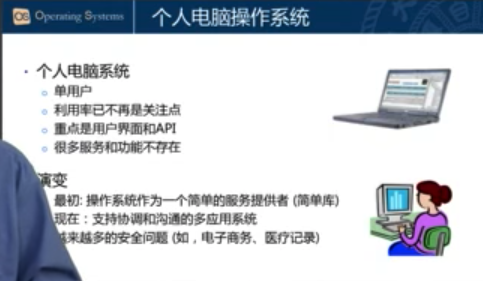 OS Operating Systems
个人电脑操作系统
· 个人电脑系统
单用户
利用率已不再是关注点
重点是用户界面和API
很多服务和功能不存在
演变
最初: 操作系统作为一个简单的服务提供者 (简单库)
现在：支持协调和沟通的多应用系统
越来越多的安全问题 (如，电子商务、医疗记录)